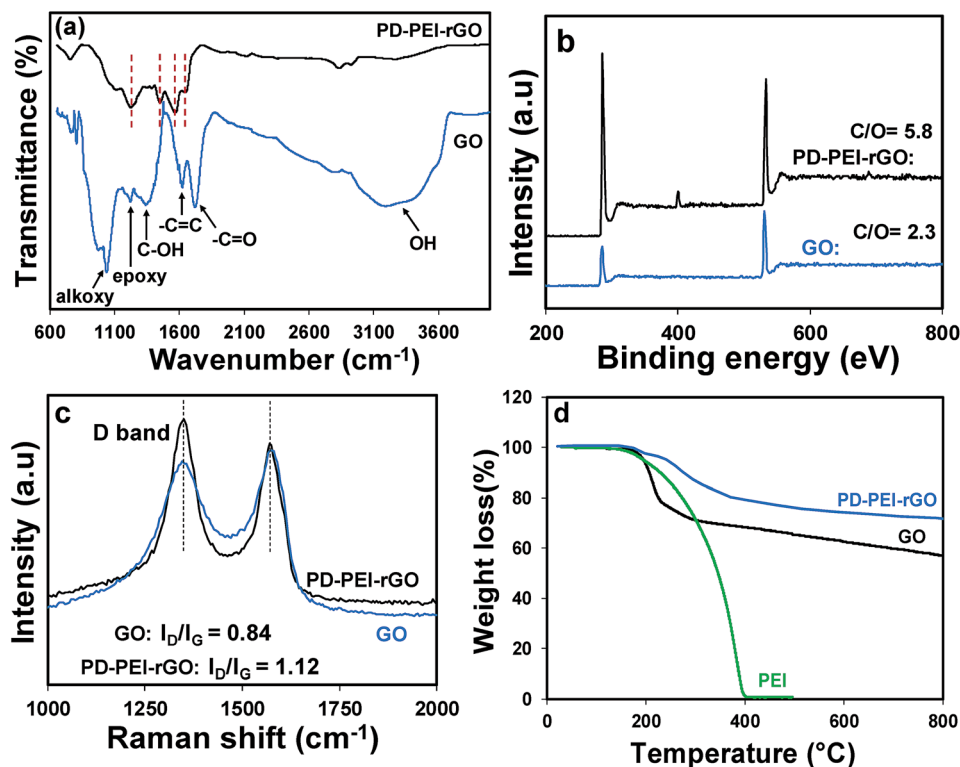 (a)
PD-PEI-rGO
GO
-C=C
-C=O
C-OH
OH
epoxy
alkoxy
Transmittance (%)
600 1100 1600 2100 2600 3100 3600
Wavenumber (cm-1)
b
C/O= 5.8
PD-PEI-rGO:
C/O= 2.3
GO:
Intensity (a.u)
200 400 600 800
Binding energy (eV)
c
D band
PD-PEI-rGO
GO
GO: ID/IG = 0.84
PD-PEI-rGO: ID/IG = 1.12
Intensity (a.u)
1000 1250 1500 1750 2000
Raman shift (cm-1)
d
120
100
80
60
40
20
0
PD-PEI-rGO
GO
PEI
Weight loss(%)
0 200 400 600 800
Temperature (°C)